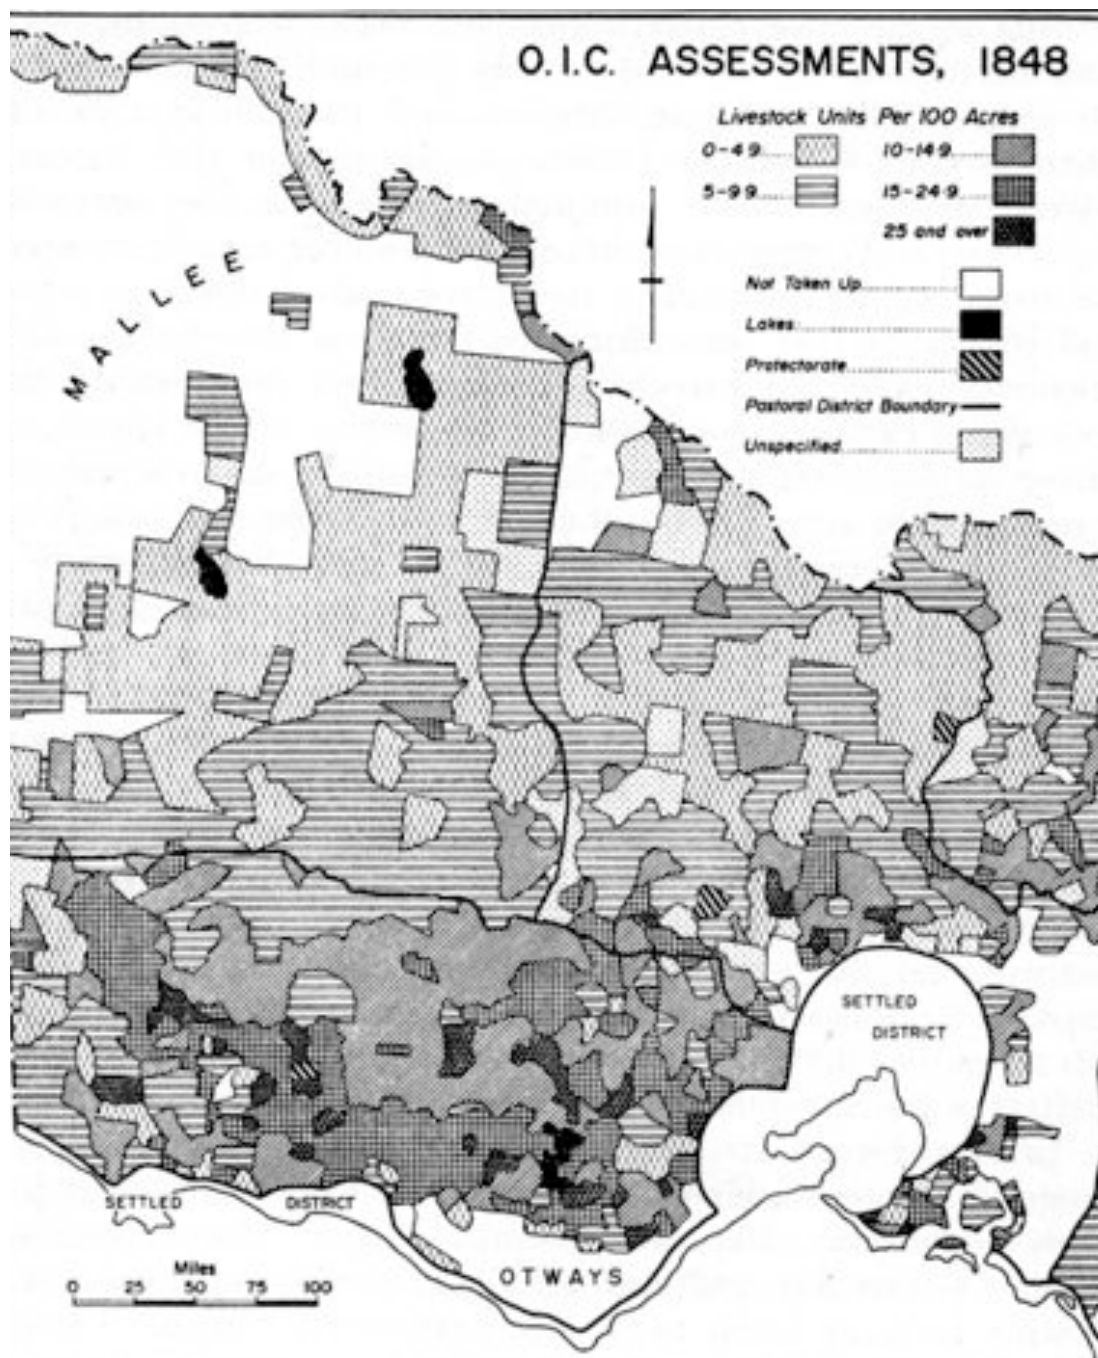 O.I.C. ASSESSMENTS, 1848
Livestock Units Per 100 Acres
0-4·9
10-14·9
5-9·9
15-24·9
25 and over
Not Taken Up
Lakes
Protectorate
Pastoral District Boundary
Unspecified
MALLEE
SETTLED
DISTRICT
SETTLED DISTRICT
OTWAYS
Miles
0 25 50 75 100